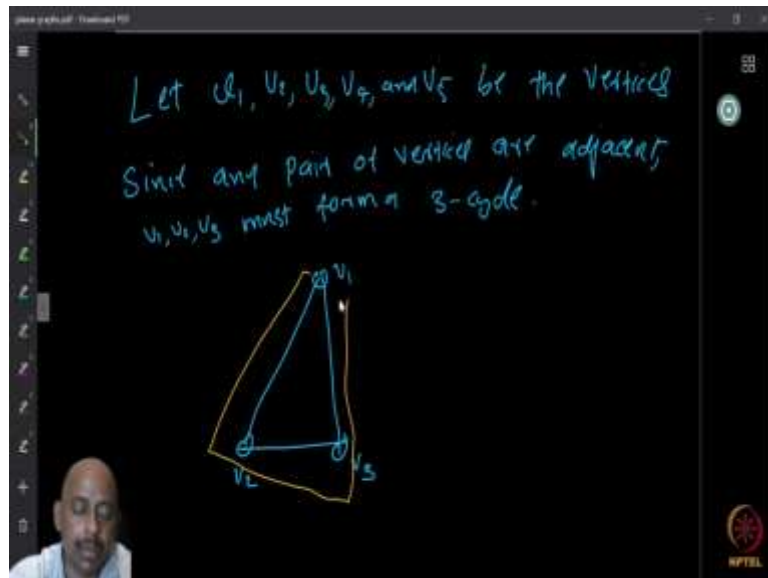 Let v1, v2, v3, v4, and v5 be the vertices
Since any pair of vertices are adjacent,
v1, v2, v3 must form a 3-cycle.
v1
v2
v3
NPTEL